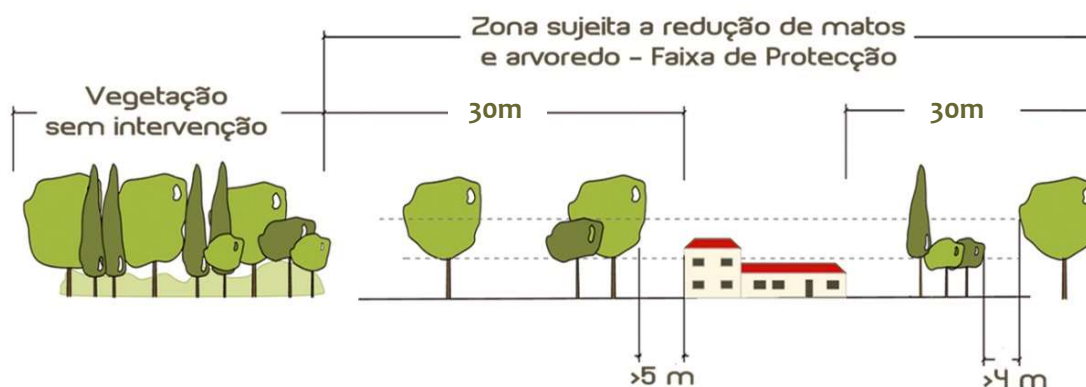 Zona sujeita a redução de matos
e arvoredo - Faixa de Protecção
Vegetação
sem intervenção
30m
30m
>5 m
>4 m